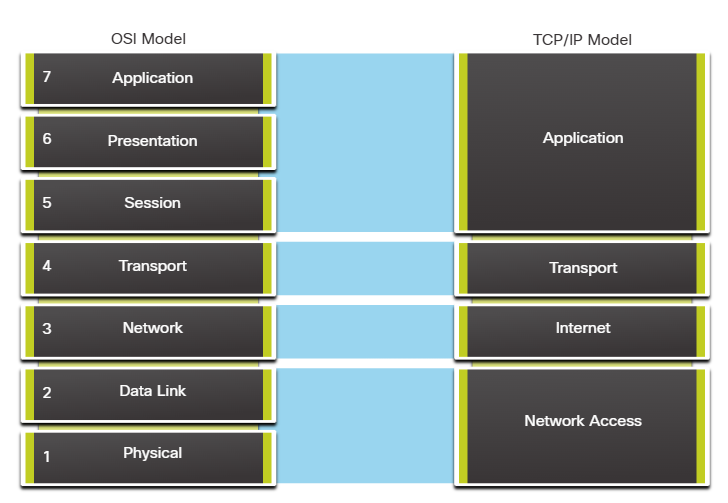 OSI Model
TCP/IP Model
7 Application
6 Presentation
5 Session
Application
4 Transport
Transport
3 Network
Internet
2 Data Link
1 Physical
Network Access